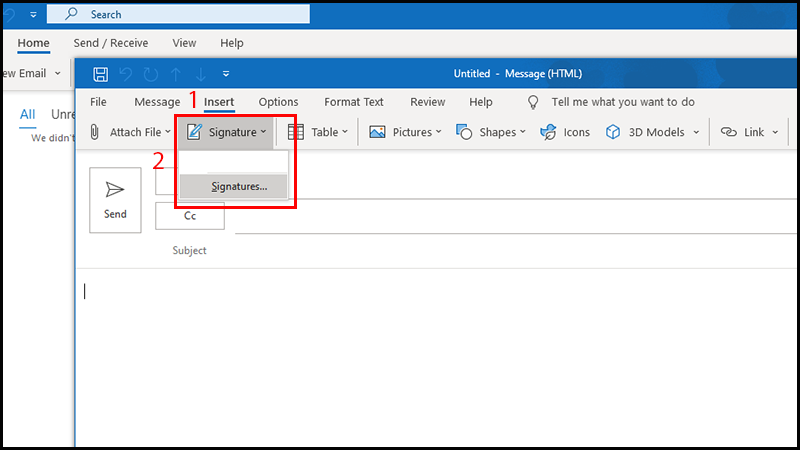 Search
Home Send / Receive View Help
ew Email
All Unre
We didn't
Untitled - Message (HTML)
1
File Message Insert Options Format Text Review Help Tell me what you want to do
Attach File Signature Table Pictures Shapes Icons 3D Models Link
2
Signatures...
Send
Cc
Subject